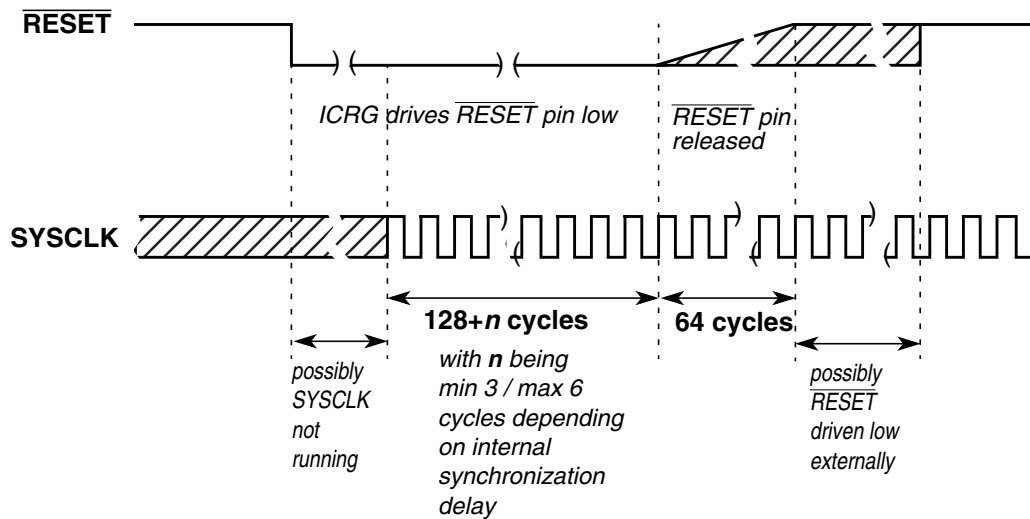 RESET
ICRG drives RESET pin low
RESET pin
released
SYSCLK
128+n cycles
with n being
min 3 / max 6
cycles depending
on internal
synchronization
delay
64 cycles
possibly
SYSCLK
not
running
possibly
RESET
driven low
externally